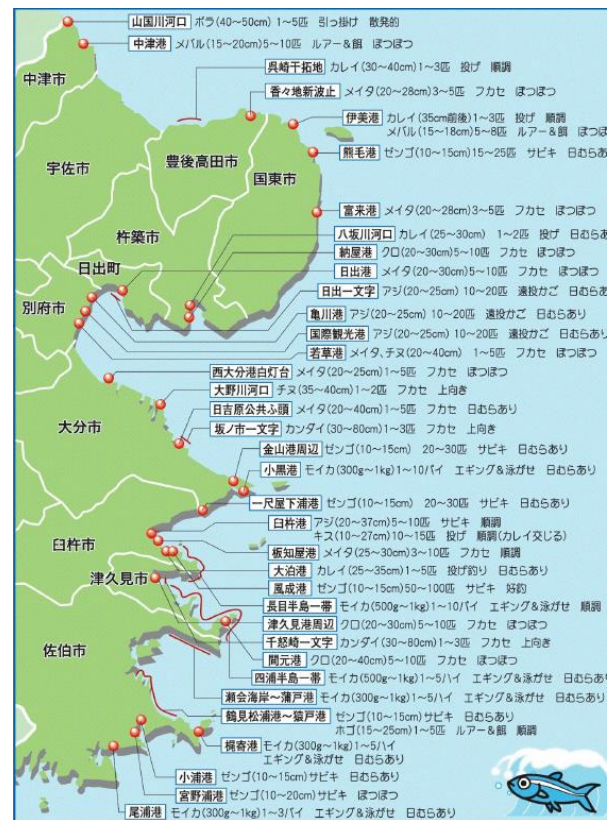 山国川河口 ボラ(40～50cm) 1～5匹 引っ掛け 散発的
中津港 メバル(15～20cm)5～10匹 ルアー&餌 ぼつぼつ
中津市
呉崎干拓地 カレイ(30～40cm)1～3匹 投げ 順調
香々地新波止 メイタ(20～28cm)3～5匹 フカセ ぼつぼつ
伊美港 カレイ(35cm前後)1～3匹 投げ 順調
メバル(15～18cm)5～8匹 ルアー&餌 ぼつぼつ
豊後高田市
熊毛港 ゼンゴ(10～15cm)15～25匹 サビキ 日むらあり
宇佐市
国東市
富来港 メイタ(20～28cm)3～5匹 フカセ ぼつぼつ
杵築市
八坂川河口 カレイ(25～30cm) 1～2匹 投げ 日むらあり
納屋港 クロ(20～30cm)5～10匹 フカセ ぼつぼつ
日出町
日出港 メイタ(20～30cm)5～10匹 フカセ ぼつぼつ
日出一文字 アジ(20～25cm) 10～20匹 遠投かご 日むらあり
別府市
亀川港 アジ(20～25cm) 10～20匹 遠投かご 日むらあり
国際観光港 アジ(20～25cm) 10～20匹 遠投かご 日むらあり
若草港 メイタ、チヌ(20～40cm) 1～5匹 フカセ ぼつぼつ
西大分港白灯台 メイタ(20～25cm)1～5匹 フカセ ぼつぼつ
大野川河口 チヌ(35～40cm)1～2匹 フカセ 上向き
日吉原公共ふ頭 メイタ(20～40cm)1～5匹 フカセ 日むらあり
大分市
坂ノ市一文字 カンダイ(30～80cm)1～3匹 フカセ 上向き
金山港周辺 ゼンゴ(10～15cm) 20～30匹 サビキ 日むらあり
小黒港 モイカ(300g～1kg)1～10パイ エギング&泳がせ 日むらあり
一尺屋下浦港 ゼンゴ(10～15cm) 20～30匹 サビキ 日むらあり
臼杵港 アジ(20～37cm)5～10匹 サビキ 順調
キス(10～27cm)10～15匹 投げ 順調(カレイ交じる)
臼杵市
板知屋港 メイタ(25～30cm)3～10匹 フカセ 順調
大泊港 カレイ(25～35cm)1～5匹 投げ釣り 日むらあり
津久見市
風成港 ゼンゴ(10～15cm)50～100匹 サビキ 好釣
長目半島一帯 モイカ(500g～1kg)1～10パイ エギング&泳がせ 順調
津久見港周辺 クロ(20～30cm)5～10匹 フカセ ぼつぼつ
千怒崎一文字 カンダイ(30～80cm)1～3匹 フカセ 上向き
佐伯市
間元港 クロ(20～40cm)5～10匹 フカセ ぼつぼつ
四浦半島一帯 モイカ(500g～1kg)1～5ハイ エギング&泳がせ 日むらあり
瀬会海岸～蒲戸港 モイカ(300g～1kg)1～5ハイ エギング&泳がせ 日むらあり
鶴見松浦港～猿戸港 ゼンゴ(10～15cm)サビキ 日むらあり
ホゴ(15～25cm)1～5匹 ルアー&餌 順調
梶寄港 モイカ(300g～1kg)1～5ハイ
エギング&泳がせ 日むらあり
小浦港 ゼンゴ(10～15cm)サビキ 日むらあり
宮野浦港 ゼンゴ(10～20cm)サビキ ぼつぼつ
尾浦港 モイカ(300g～1kg)1～3パイ エギング&泳がせ 日むらあり